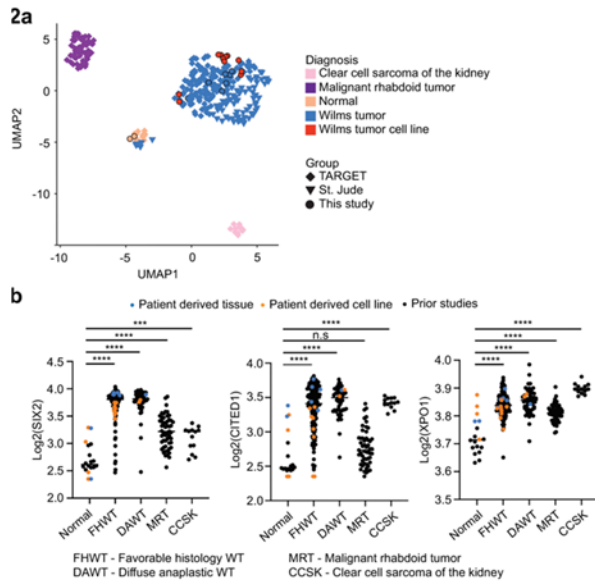 2a
UMAP2
5
0
-5
-10
-10 -5 0 5
UMAP1
Diagnosis
Clear cell sarcoma of the kidney
Malignant rhabdoid tumor
Normal
Wilms tumor
Wilms tumor cell line
Group
TARGET
St. Jude
This study
b
Patient derived tissue Patient derived cell line Prior studies
***
****
****
****
Log2(SIX2)
4.5
4.0
3.5
3.0
2.5
2.0
Normal FHWT DAWT MRT CCSK
****
n.s
****
****
Log2(CITED1)
4.0
3.5
3.0
2.5
2.0
Normal FHWT DAWT MRT CCSK
****
****
****
****
Log2(XPO1)
4.1
4.0
3.9
3.8
3.7
3.6
3.5
Normal FHWT DAWT MRT CCSK
FHWT - Favorable histology WT
DAWT - Diffuse anaplastic WT
MRT - Malignant rhabdoid tumor
CCSK - Clear cell sarcoma of the kidney